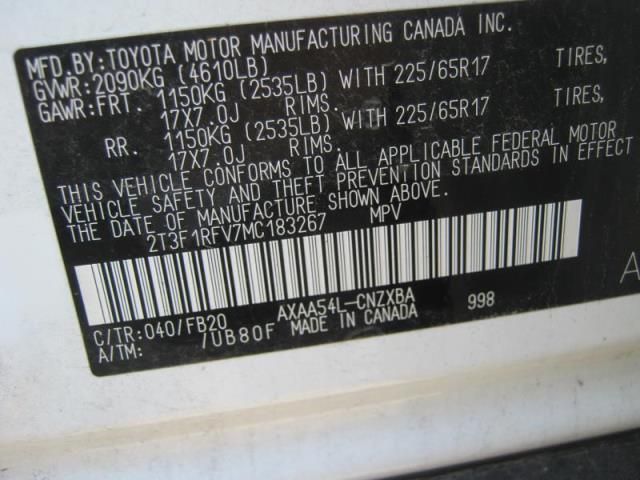 MFD.BY:TOYOTA MOTOR MANUFACTURING CANADA INC.
GVWR:2090KG (4610LB)
GAWR:FRT. 1150KG (2535LB) WITH 225/65R17 TIRES,
17X7.0J RIMS.
RR. 1150KG (2535LB) WITH 225/65R17 TIRES,
17X7.0J RIMS.
THIS VEHICLE CONFORMS TO ALL APPLICABLE FEDERAL MOTOR
VEHICLE SAFETY AND THEFT PREVENTION STANDARDS IN EFFECT
ON THE DATE OF MANUFACTURE SHOWN ABOVE.
2T3F1RFV7MC183267 MPV
C/TR:040/FB20 AXAA54L-CNZXBA 998
A/TM: /UB80F MADE IN CANADA
A